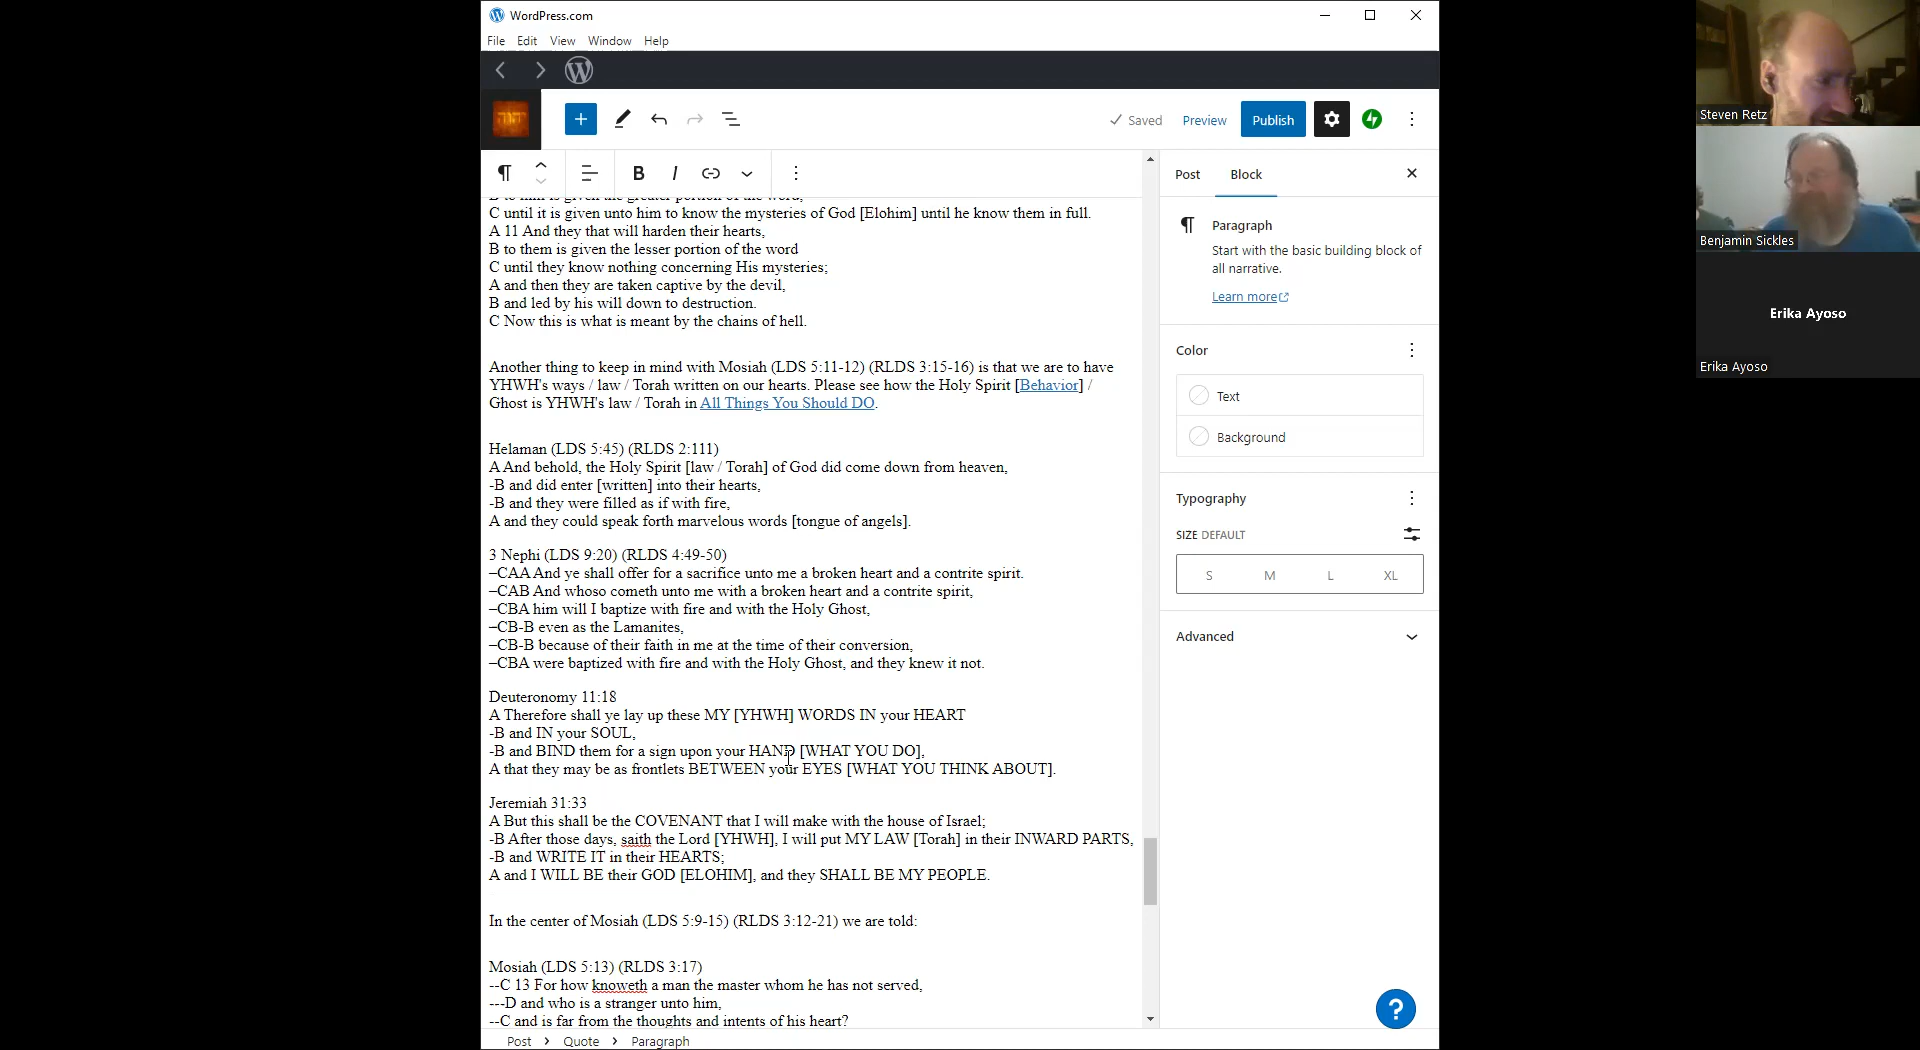 WordPress.com
File Edit View Window Help
Saved Preview Publish
B to him is given the greater portion of the word,
C until it is given unto him to know the mysteries of God [Elohim] until he know them in full.
A 11 And they that will harden their hearts,
B to them is given the lesser portion of the word
C until they know nothing concerning His mysteries;
A and then they are taken captive by the devil,
B and led by his will down to destruction.
C Now this is what is meant by the chains of hell.
Another thing to keep in mind with Mosiah (LDS 5:11-12) (RLDS 3:15-16) is that we are to have
YHWH's ways / law / Torah written on our hearts. Please see how the Holy Spirit [Behavior] /
Ghost is YHWH's law / Torah in All Things You Should DO.
Helaman (LDS 5:45) (RLDS 2:111)
A And behold, the Holy Spirit [law / Torah] of God did come down from heaven,
-B and did enter [written] into their hearts,
-B and they were filled as if with fire,
A and they could speak forth marvelous words [tongue of angels].
3 Nephi (LDS 9:20) (RLDS 4:49-50)
–CAA And ye shall offer for a sacrifice unto me a broken heart and a contrite spirit.
–CAB And whoso cometh unto me with a broken heart and a contrite spirit,
–CBA him will I baptize with fire and with the Holy Ghost,
–CB-B even as the Lamanites,
–CB-B because of their faith in me at the time of their conversion,
–CBA were baptized with fire and with the Holy Ghost, and they knew it not.
Deuteronomy 11:18
A Therefore shall ye lay up these MY [YHWH] WORDS IN your HEART
-B and IN your SOUL,
-B and BIND them for a sign upon your HAND [WHAT YOU DO],
A that they may be as frontlets BETWEEN your EYES [WHAT YOU THINK ABOUT].
Jeremiah 31:33
A But this shall be the COVENANT that I will make with the house of Israel;
-B After those days, saith the Lord [YHWH], I will put MY LAW [Torah] in their INWARD PARTS,
-B and WRITE IT in their HEARTS;
A and I WILL BE their GOD [ELOHIM], and they SHALL BE MY PEOPLE.
In the center of Mosiah (LDS 5:9-15) (RLDS 3:12-21) we are told:
Mosiah (LDS 5:13) (RLDS 3:17)
--C 13 For how knoweth a man the master whom he has not served,
---D and who is a stranger unto him,
--C and is far from the thoughts and intents of his heart?
Post Quote Paragraph
Post Block
Paragraph
Start with the basic building block of
all narrative.
Learn more
Color
Text
Background
Typography
SIZE DEFAULT
S M L XL
Advanced
Steven Retz
Benjamin Sickles
Erika Ayoso
Erika Ayoso